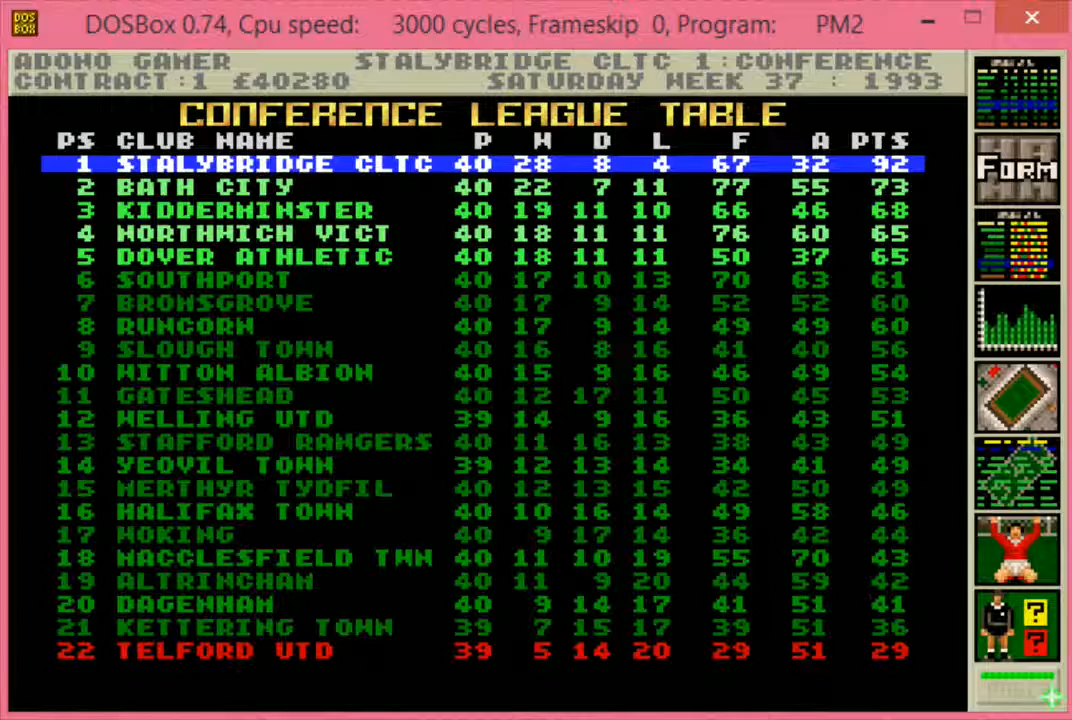 DOSBox 0.74, Cpu speed: 3000 cycles, Frameskip 0, Program: PM2
ADOMO GAMER STALYBRIDGE CLTC 1:CONFERENCE
CONTRACT:1 £40280 SATURDAY WEEK 37 : 1993
CONFERENCE LEAGUE TABLE
PS CLUB NAME P W D L F A PTS
1 STALYBRIDGE CLTC 40 28 8 4 67 32 92
2 BATH CITY 40 22 7 11 77 55 73
3 KIDDERMINSTER 40 19 11 10 66 46 68
4 NORTHWICH VICT 40 18 11 11 76 60 65
5 DOVER ATHLETIC 40 18 11 11 50 37 65
6 SOUTHPORT 40 17 10 13 70 63 61
7 BROMSGROVE 40 17 9 14 52 52 60
8 RUNCORN 40 17 9 14 49 49 60
9 SLOUGH TOWN 40 16 8 16 41 40 56
10 WITTON ALBION 40 15 9 16 46 49 54
11 GATESHEAD 40 12 17 11 50 45 53
12 WELLING UTD 39 14 9 16 36 43 51
13 STAFFORD RANGERS 40 11 16 13 38 43 49
14 YEOVIL TOWN 39 12 13 14 34 41 49
15 MERTHYR TYDFIL 40 12 13 15 42 50 49
16 HALIFAX TOWN 40 10 16 14 49 58 46
17 WOKING 40 9 17 14 36 42 44
18 MACCLESFIELD TWN 40 11 10 19 55 70 43
19 ALTRINCHAM 40 11 9 20 44 59 42
20 DAGENHAM 40 9 14 17 41 51 41
21 KETTERING TOWN 39 7 15 17 39 51 36
22 TELFORD UTD 39 5 14 20 29 51 29
FORM
? ?